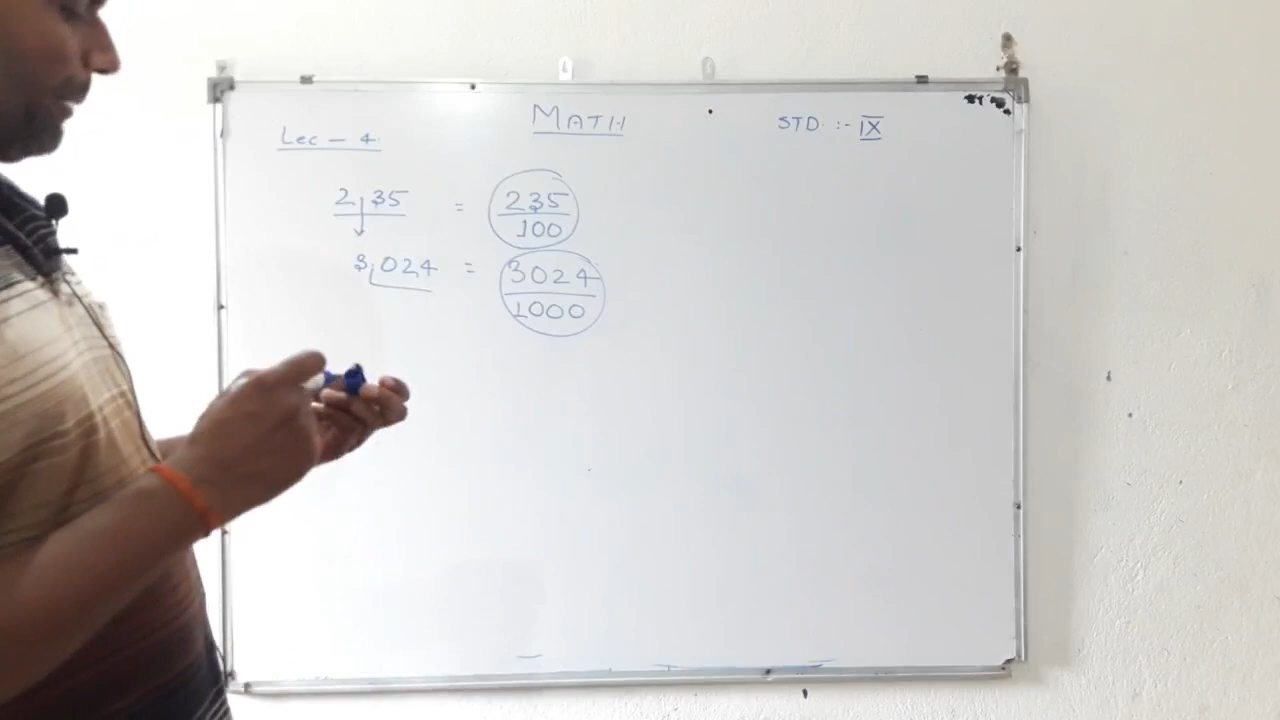 MATH
STD. :- IX
Lec - 4.
2.35 = 235/100
3.024 = 3024/1000